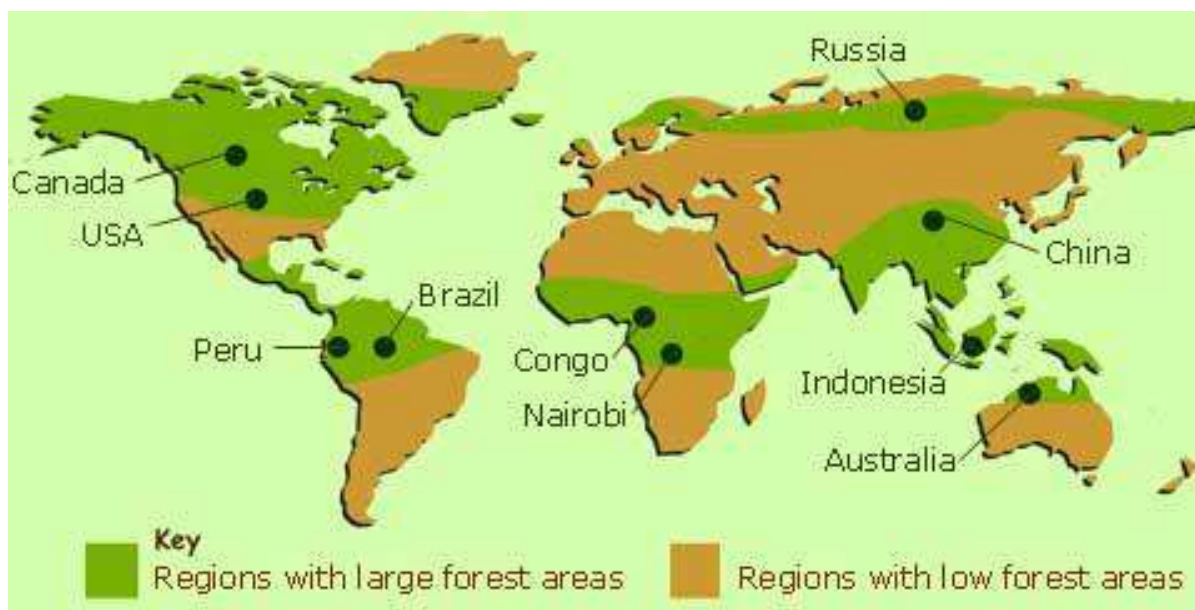 Russia
Canada
USA
China
Brazil
Peru
Congo
Indonesia
Nairobi
Australia
Key
Regions with large forest areas
Regions with low forest areas